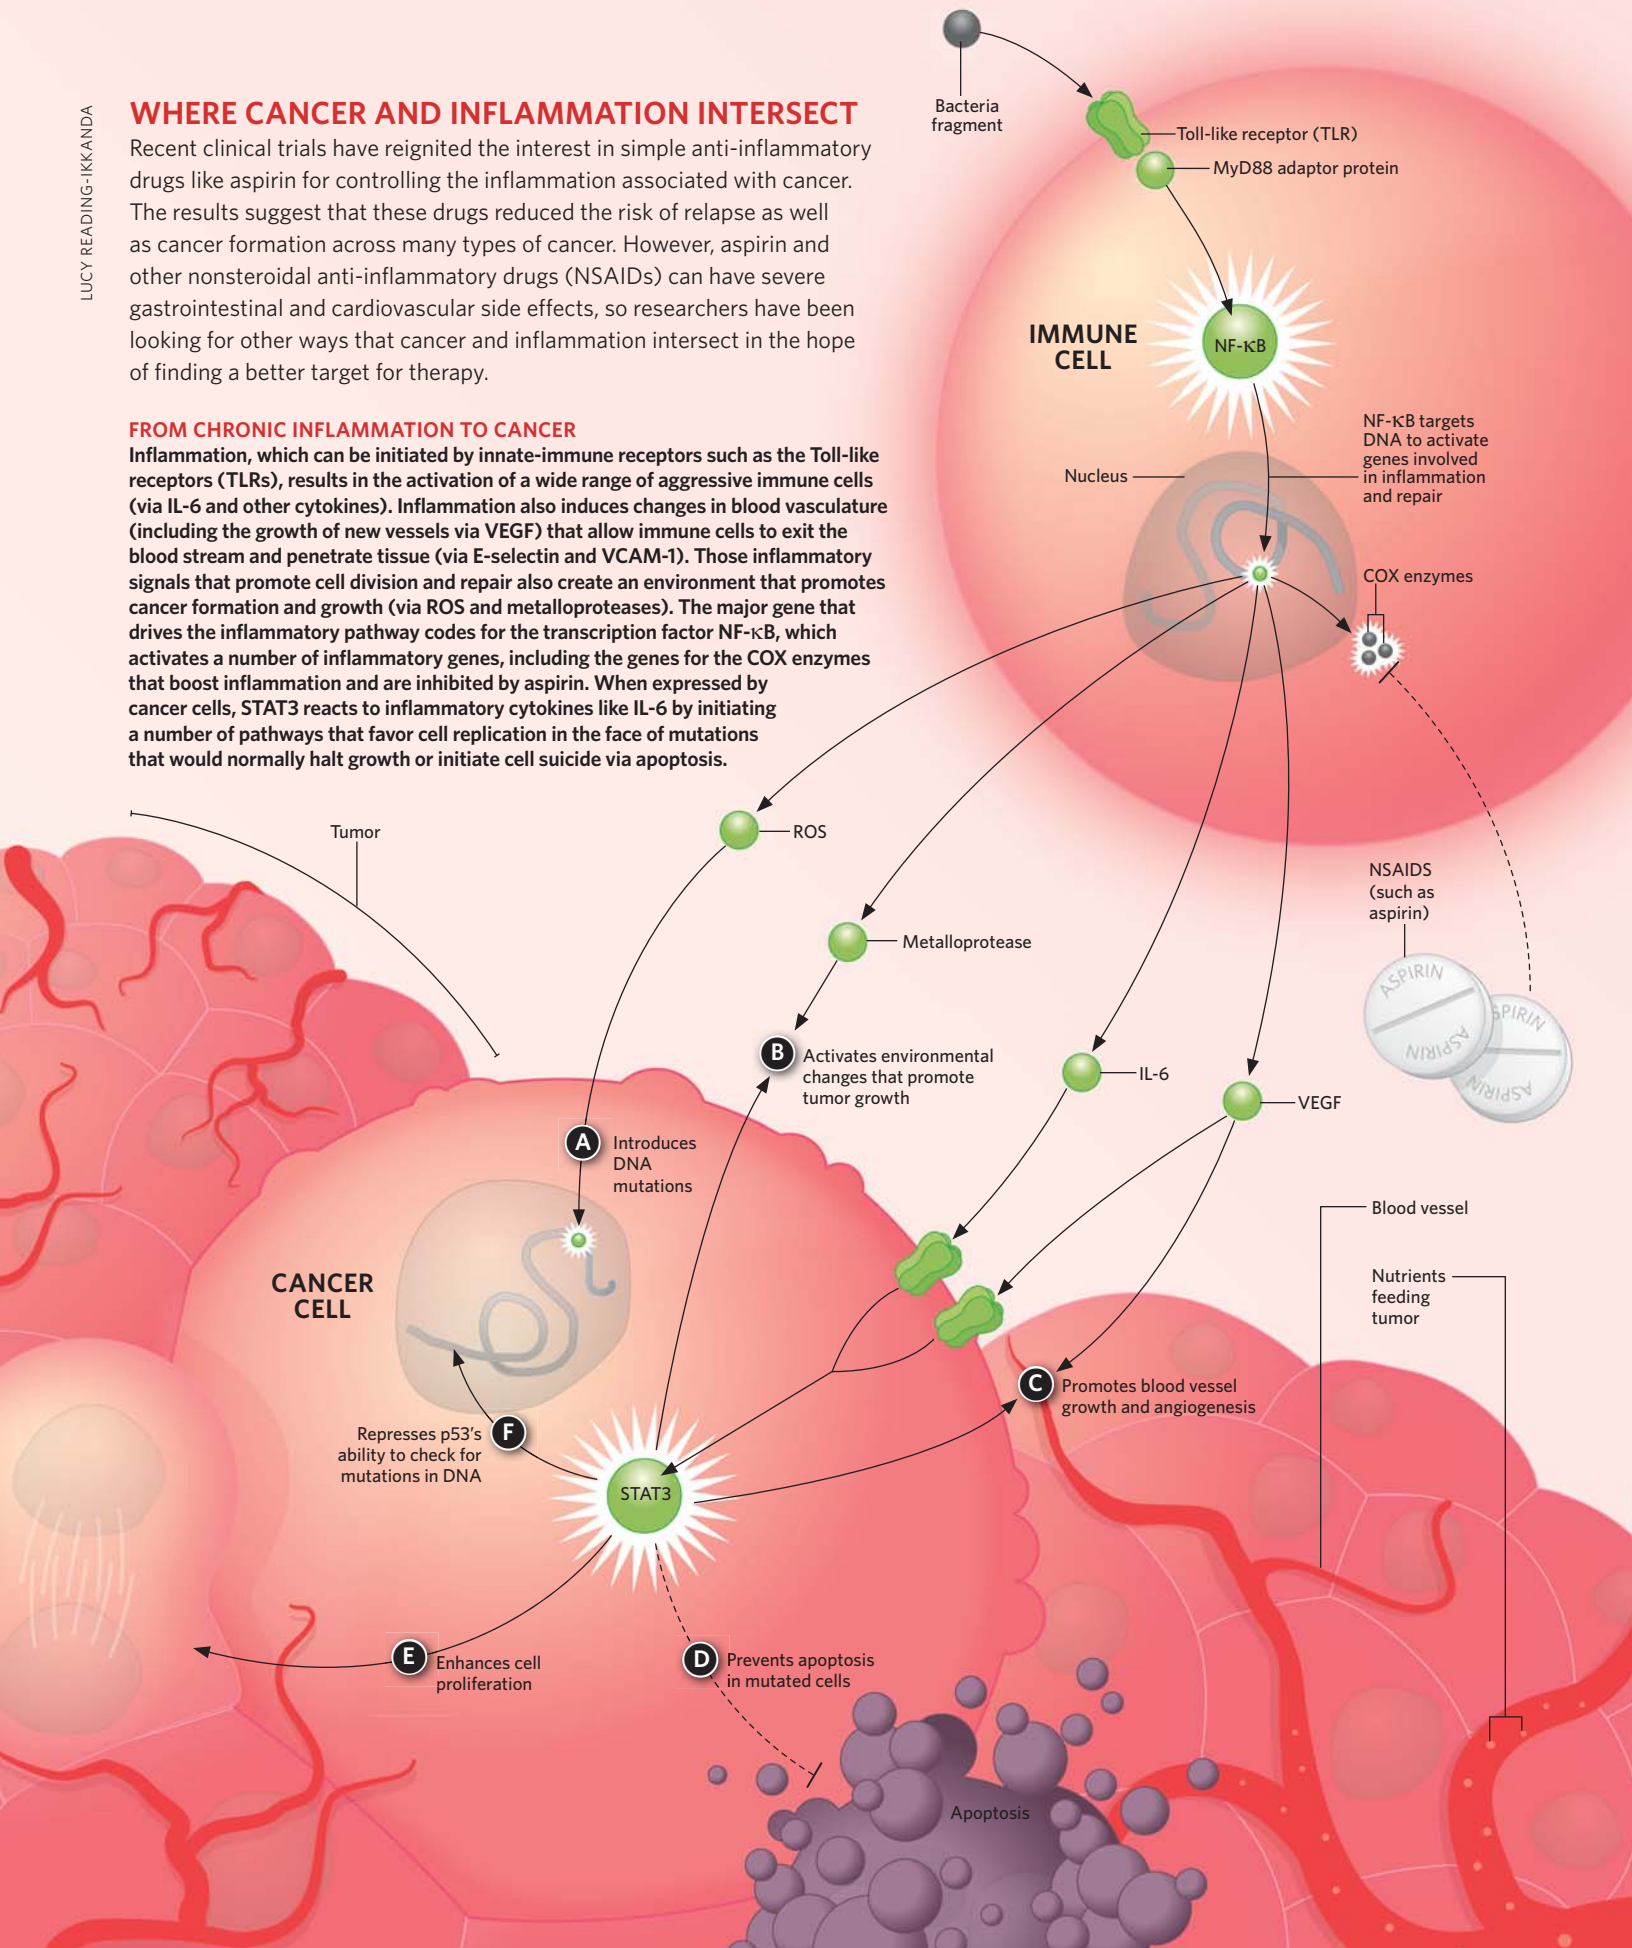 LUCY READING-IKKANDA
WHERE CANCER AND INFLAMMATION INTERSECT
Recent clinical trials have reignited the interest in simple anti-inflammatory
drugs like aspirin for controlling the inflammation associated with cancer.
The results suggest that these drugs reduced the risk of relapse as well
as cancer formation across many types of cancer. However, aspirin and
other nonsteroidal anti-inflammatory drugs (NSAIDs) can have severe
gastrointestinal and cardiovascular side effects, so researchers have been
looking for other ways that cancer and inflammation intersect in the hope
of finding a better target for therapy.
FROM CHRONIC INFLAMMATION TO CANCER
Inflammation, which can be initiated by innate-immune receptors such as the Toll-like
receptors (TLRs), results in the activation of a wide range of aggressive immune cells
(via IL-6 and other cytokines). Inflammation also induces changes in blood vasculature
(including the growth of new vessels via VEGF) that allow immune cells to exit the
blood stream and penetrate tissue (via E-selectin and VCAM-1). Those inflammatory
signals that promote cell division and repair also create an environment that promotes
cancer formation and growth (via ROS and metalloproteases). The major gene that
drives the inflammatory pathway codes for the transcription factor NF-κB, which
activates a number of inflammatory genes, including the genes for the COX enzymes
that boost inflammation and are inhibited by aspirin. When expressed by
cancer cells, STAT3 reacts to inflammatory cytokines like IL-6 by initiating
a number of pathways that favor cell replication in the face of mutations
that would normally halt growth or initiate cell suicide via apoptosis.
Bacteria
fragment
Toll-like receptor (TLR)
MyD88 adaptor protein
IMMUNE
CELL
NF-κB
NF-κB targets
DNA to activate
genes involved
in inflammation
and repair
Nucleus
COX enzymes
Tumor
ROS
NSAIDS
(such as
aspirin)
Metalloprotease
ASPIRIN
ASPIRIN
SPIRIN
ASPIRIN
B
Activates environmental
changes that promote
tumor growth
IL-6
VEGF
A
Introduces
DNA
mutations
Blood vessel
CANCER
CELL
Nutrients
feeding
tumor
C
Promotes blood vessel
growth and angiogenesis
F
Represses p53's
ability to check for
mutations in DNA
STAT3
E
Enhances cell
proliferation
D
Prevents apoptosis
in mutated cells
Apoptosis